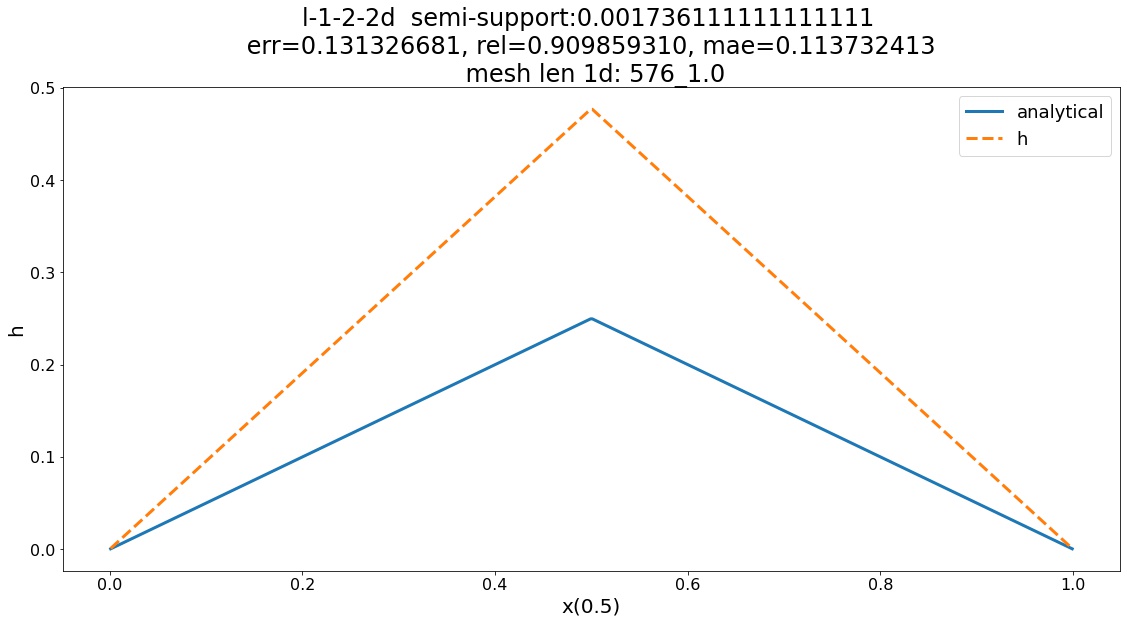 l-1-2-2d  semi-support:0.001736111111111111
err=0.131326681, rel=0.909859310, mae=0.113732413
mesh len 1d: 576_1.0
0.5
0.4
0.3
0.2
0.1
0.0
h
analytical
h
0.0 0.2 0.4 0.6 0.8 1.0
x(0.5)